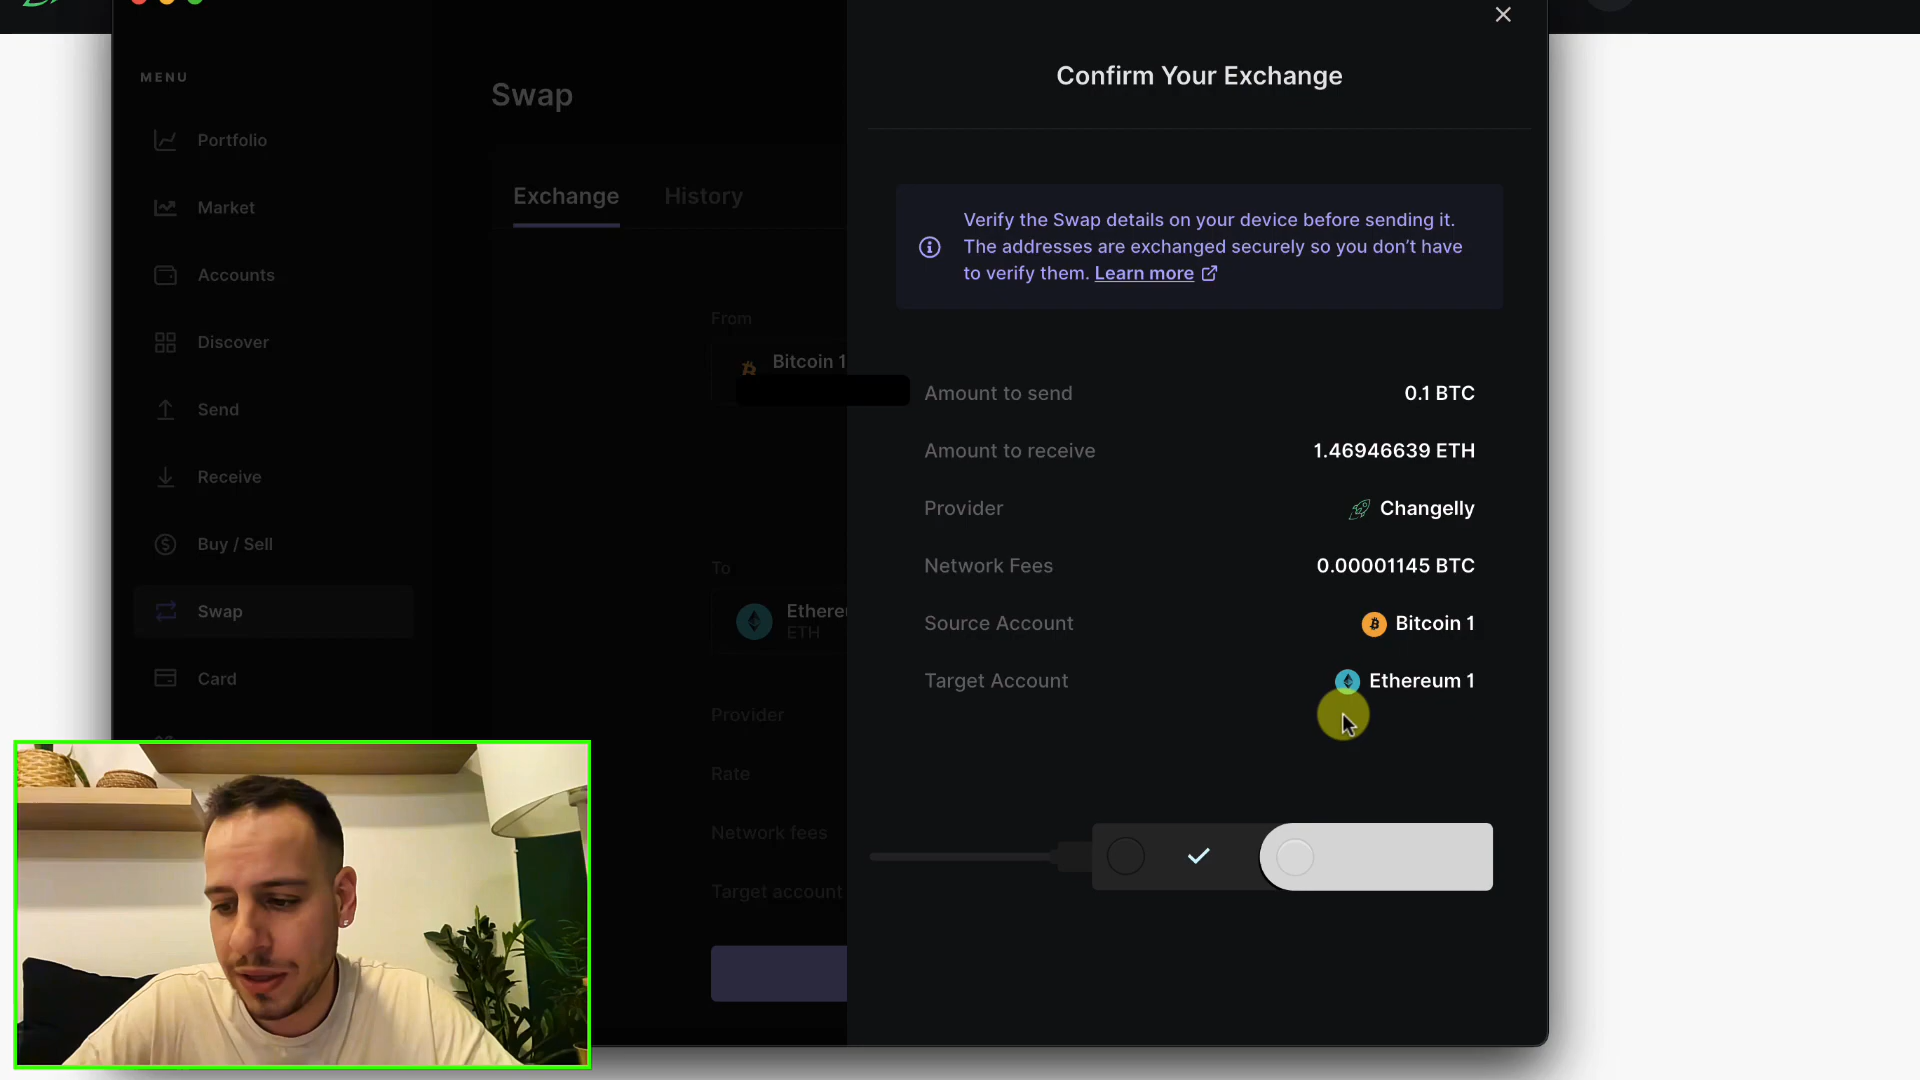 MENU
Portfolio
Market
Accounts
Discover
Send
Receive
Buy / Sell
Swap
Card
Swap
Exchange
History
From
Bitcoin 1
To
Ethere
ETH
Provider
Rate
Network fees
Target account
Confirm Your Exchange
Verify the Swap details on your device before sending it.
The addresses are exchanged securely so you don’t have
to verify them. Learn more
Amount to send 0.1 BTC
Amount to receive 1.46946639 ETH
Provider Changelly
Network Fees 0.00001145 BTC
Source Account Bitcoin 1
Target Account Ethereum 1